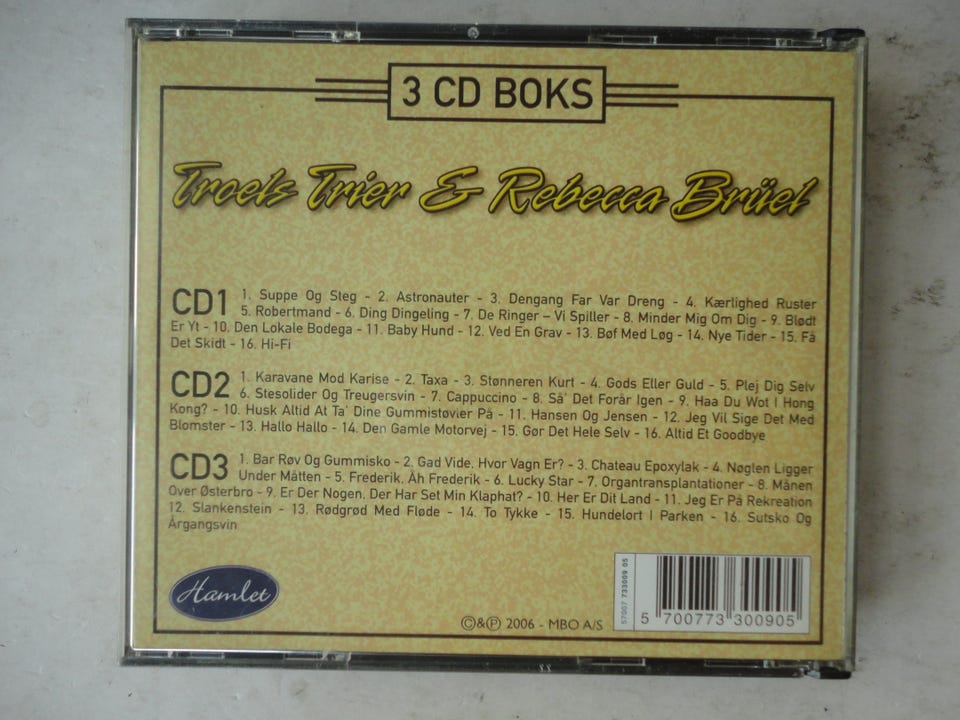 3 CD BOKS
Troels Trier & Rebecca Brüel
CD1 1. Suppe Og Steg - 2. Astronauter - 3. Dengang Far Var Dreng - 4. Kærlighed Ruster
5. Robertmand - 6. Ding Dingeling - 7. De Ringer – Vi Spiller - 8. Minder Mig Om Dig - 9. Blødt
Er Yt - 10. Den Lokale Bodega - 11. Baby Hund - 12. Ved En Grav - 13. Bøf Med Løg - 14. Nye Tider - 15. Få
Det Skidt - 16. Hi-Fi
CD2 1. Karavane Mod Karise - 2. Taxa - 3. Stønneren Kurt - 4. Gods Eller Guld - 5. Plej Dig Selv
6. Stesolider Og Treugersvin - 7. Cappuccino - 8. Så' Det Forår Igen - 9. Haa Du Wot I Hong
Kong? - 10. Husk Altid At Ta' Dine Gummistøvier På - 11. Hansen Og Jensen - 12. Jeg Vil Sige Det Med
Blomster - 13. Hallo Hallo - 14. Den Gamle Motorvej - 15. Gør Det Hele Selv - 16. Altid Et Goodbye
CD3 1. Bar Røv Og Gummisko - 2. Gad Vide, Hvor Vagn Er? - 3. Chateau Epoxylak - 4. Nøglen Ligger
Under Måtten - 5. Frederik, Åh Frederik - 6. Lucky Star - 7. Organtransplantationer - 8. Månen
Over Østerbro - 9. Er Der Nogen, Der Har Set Min Klaphat? - 10. Her Er Dit Land - 11. Jeg Er På Rekreation
12. Slankenstein - 13. Rødgrød Med Fløde - 14. To Tykke - 15. Hundelort I Parken - 16. Sutsko Og
Årgangsvin
Hamlet
©&℗ 2006 - MBO A/S
57007 733009 05
5 700773 300905